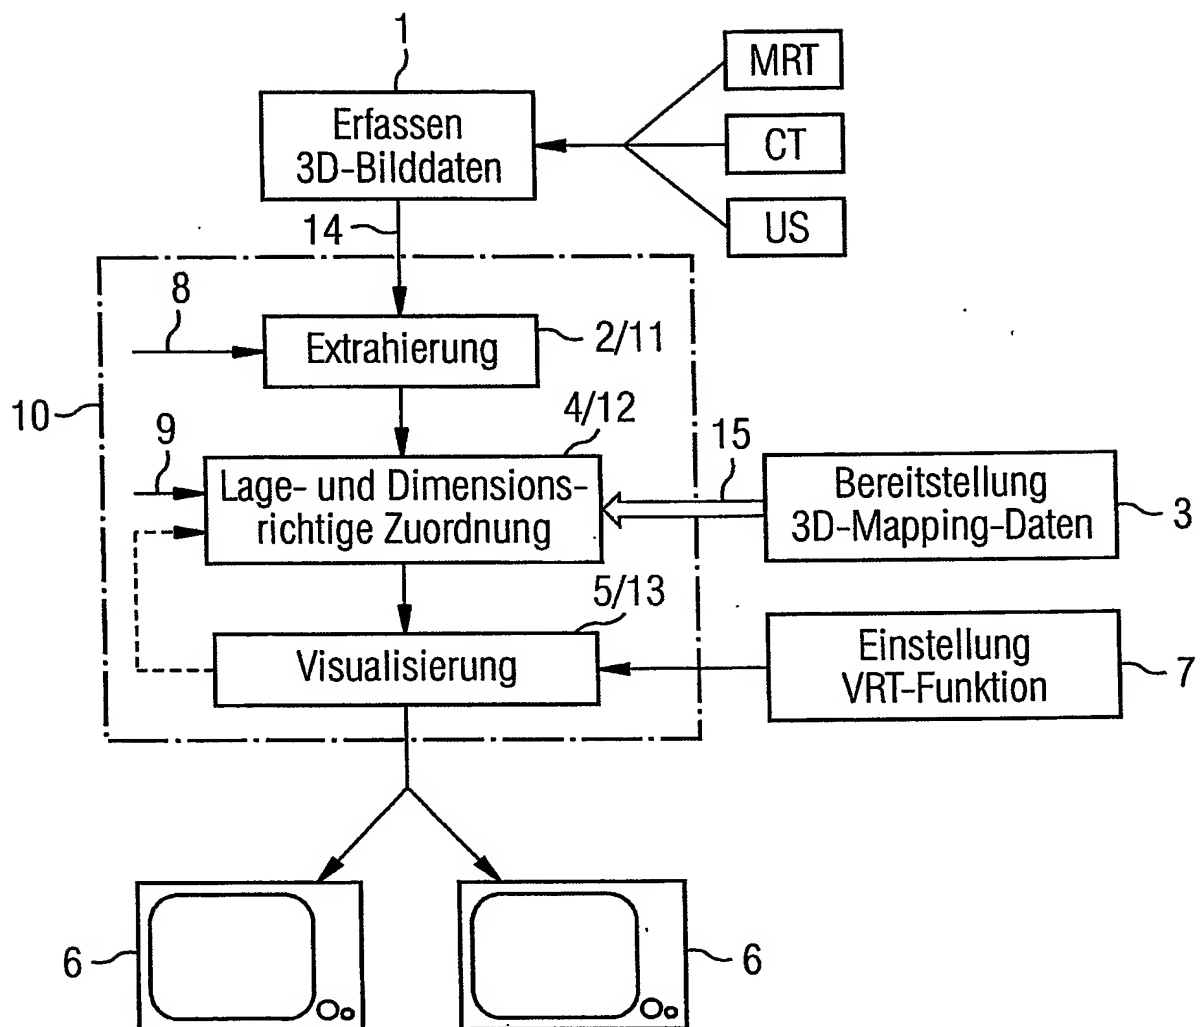 1
MRT
Erfassen
3D-Bilddaten
CT
US
14
8
Extrahierung
2/11
10
9
4/12
15
Lage- und Dimensions-
richtige Zuordnung
Bereitstellung
3D-Mapping-Daten
3
5/13
Visualisierung
Einstellung
VRT-Funktion
7
6
6